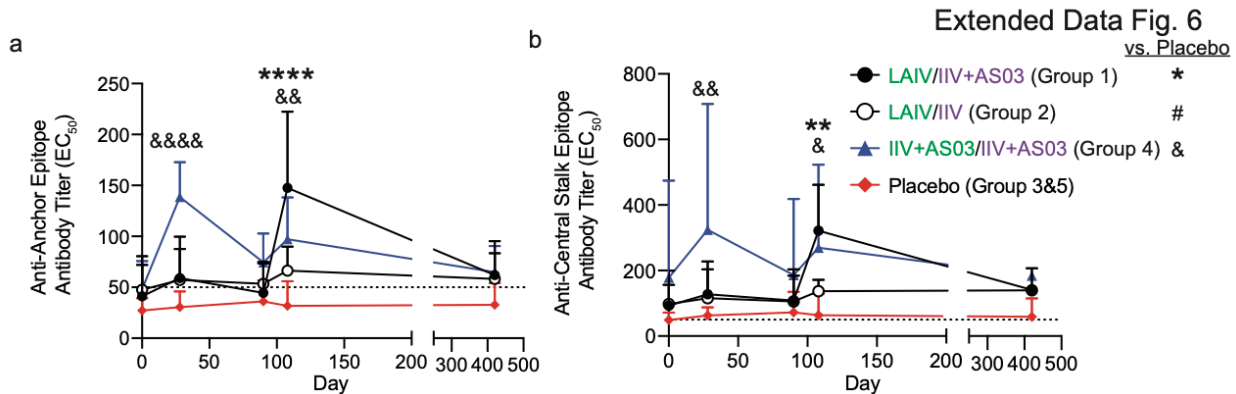 Extended Data Fig. 6
a
b
vs. Placebo
LAIV/IIV+AS03 (Group 1) *
LAIV/IIV (Group 2) #
IIV+AS03/IIV+AS03 (Group 4) &
Placebo (Group 3&5)
Anti-Anchor Epitope
Antibody Titer (EC50)
250
200
150
100
50
0
&&&&
****
&&
0 50 100 150 200 300 400 500
Day
Anti-Central Stalk Epitope
Antibody Titer (EC50)
800
600
400
200
0
&&
**
&
0 50 100 150 200 300 400 500
Day